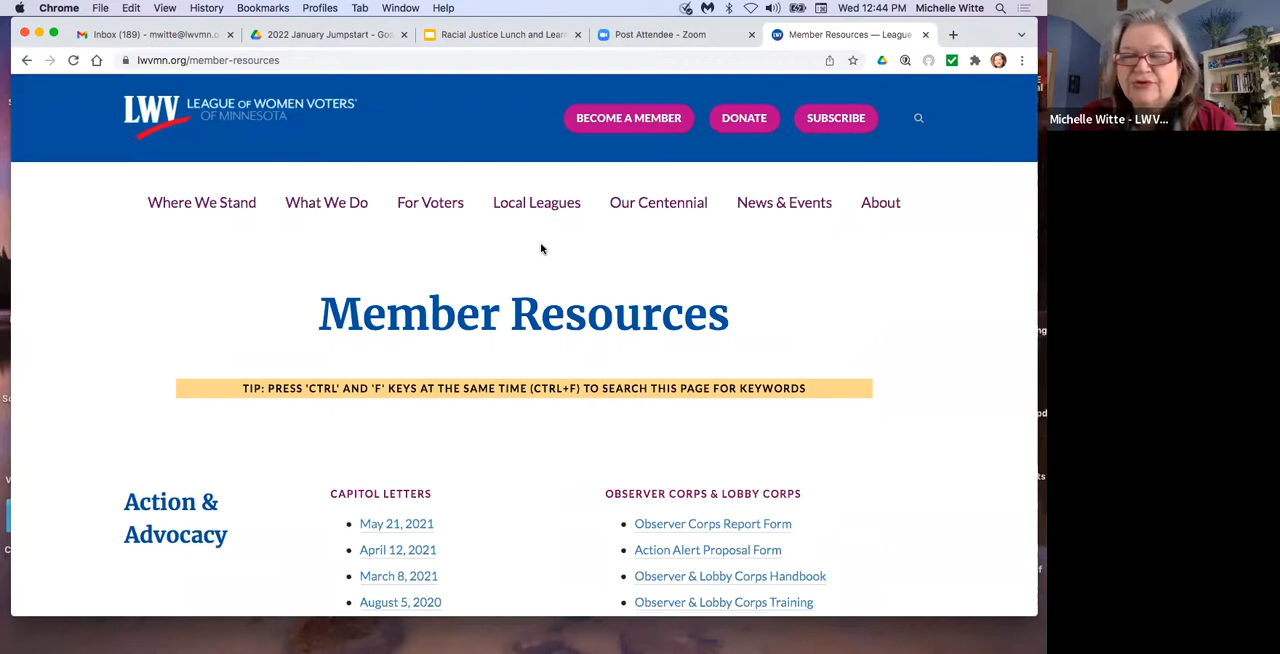 Chrome File Edit View History Bookmarks Profiles Tab Window Help Wed 12:44 PM Michelle Witte
Inbox (189) - mwitte@lwvmn.o
2022 January Jumpstart - Goo
Racial Justice Lunch and Learn
Post Attendee - Zoom
Member Resources — League
lwvmn.org/member-resources
LWV LEAGUE OF WOMEN VOTERS®
OF MINNESOTA
BECOME A MEMBER DONATE SUBSCRIBE
Michelle Witte - LWV...
Where We Stand What We Do For Voters Local Leagues Our Centennial News & Events About
Member Resources
TIP: PRESS 'CTRL' AND 'F' KEYS AT THE SAME TIME (CTRL+F) TO SEARCH THIS PAGE FOR KEYWORDS
Action &
Advocacy
CAPITOL LETTERS
May 21, 2021
April 12, 2021
March 8, 2021
August 5, 2020
OBSERVER CORPS & LOBBY CORPS
Observer Corps Report Form
Action Alert Proposal Form
Observer & Lobby Corps Handbook
Observer & Lobby Corps Training